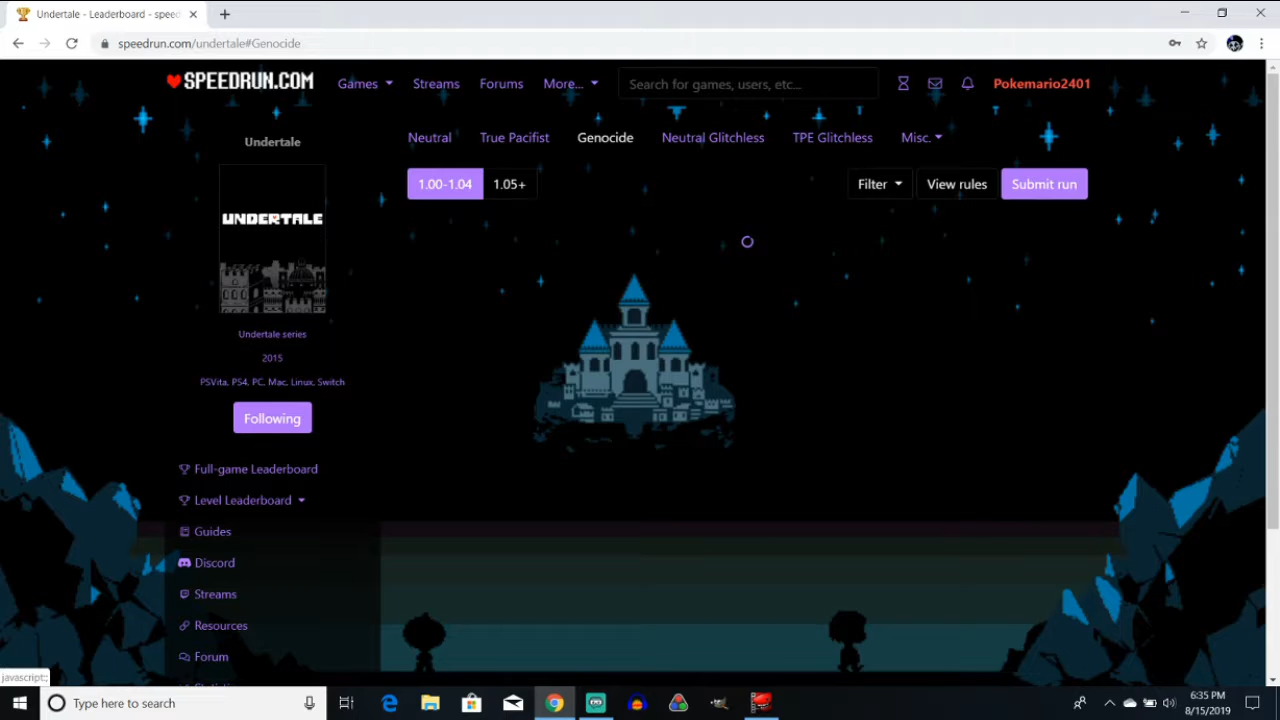 Undertale - Leaderboard - speed
speedrun.com/undertale#Genocide
SPEEDRUN.COM
Games
Streams
Forums
More...
Search for games, users, etc...
Pokemario2401
Undertale
Neutral
True Pacifist
Genocide
Neutral Glitchless
TPE Glitchless
Misc.
1.00-1.04
1.05+
Filter
View rules
Submit run
UNDERTALE
Undertale series
2015
PSVita, PS4, PC, Mac, Linux, Switch
Following
Full-game Leaderboard
Level Leaderboard
Guides
Discord
Streams
Resources
Forum
javascript:;
Type here to search
6:35 PM
8/15/2019